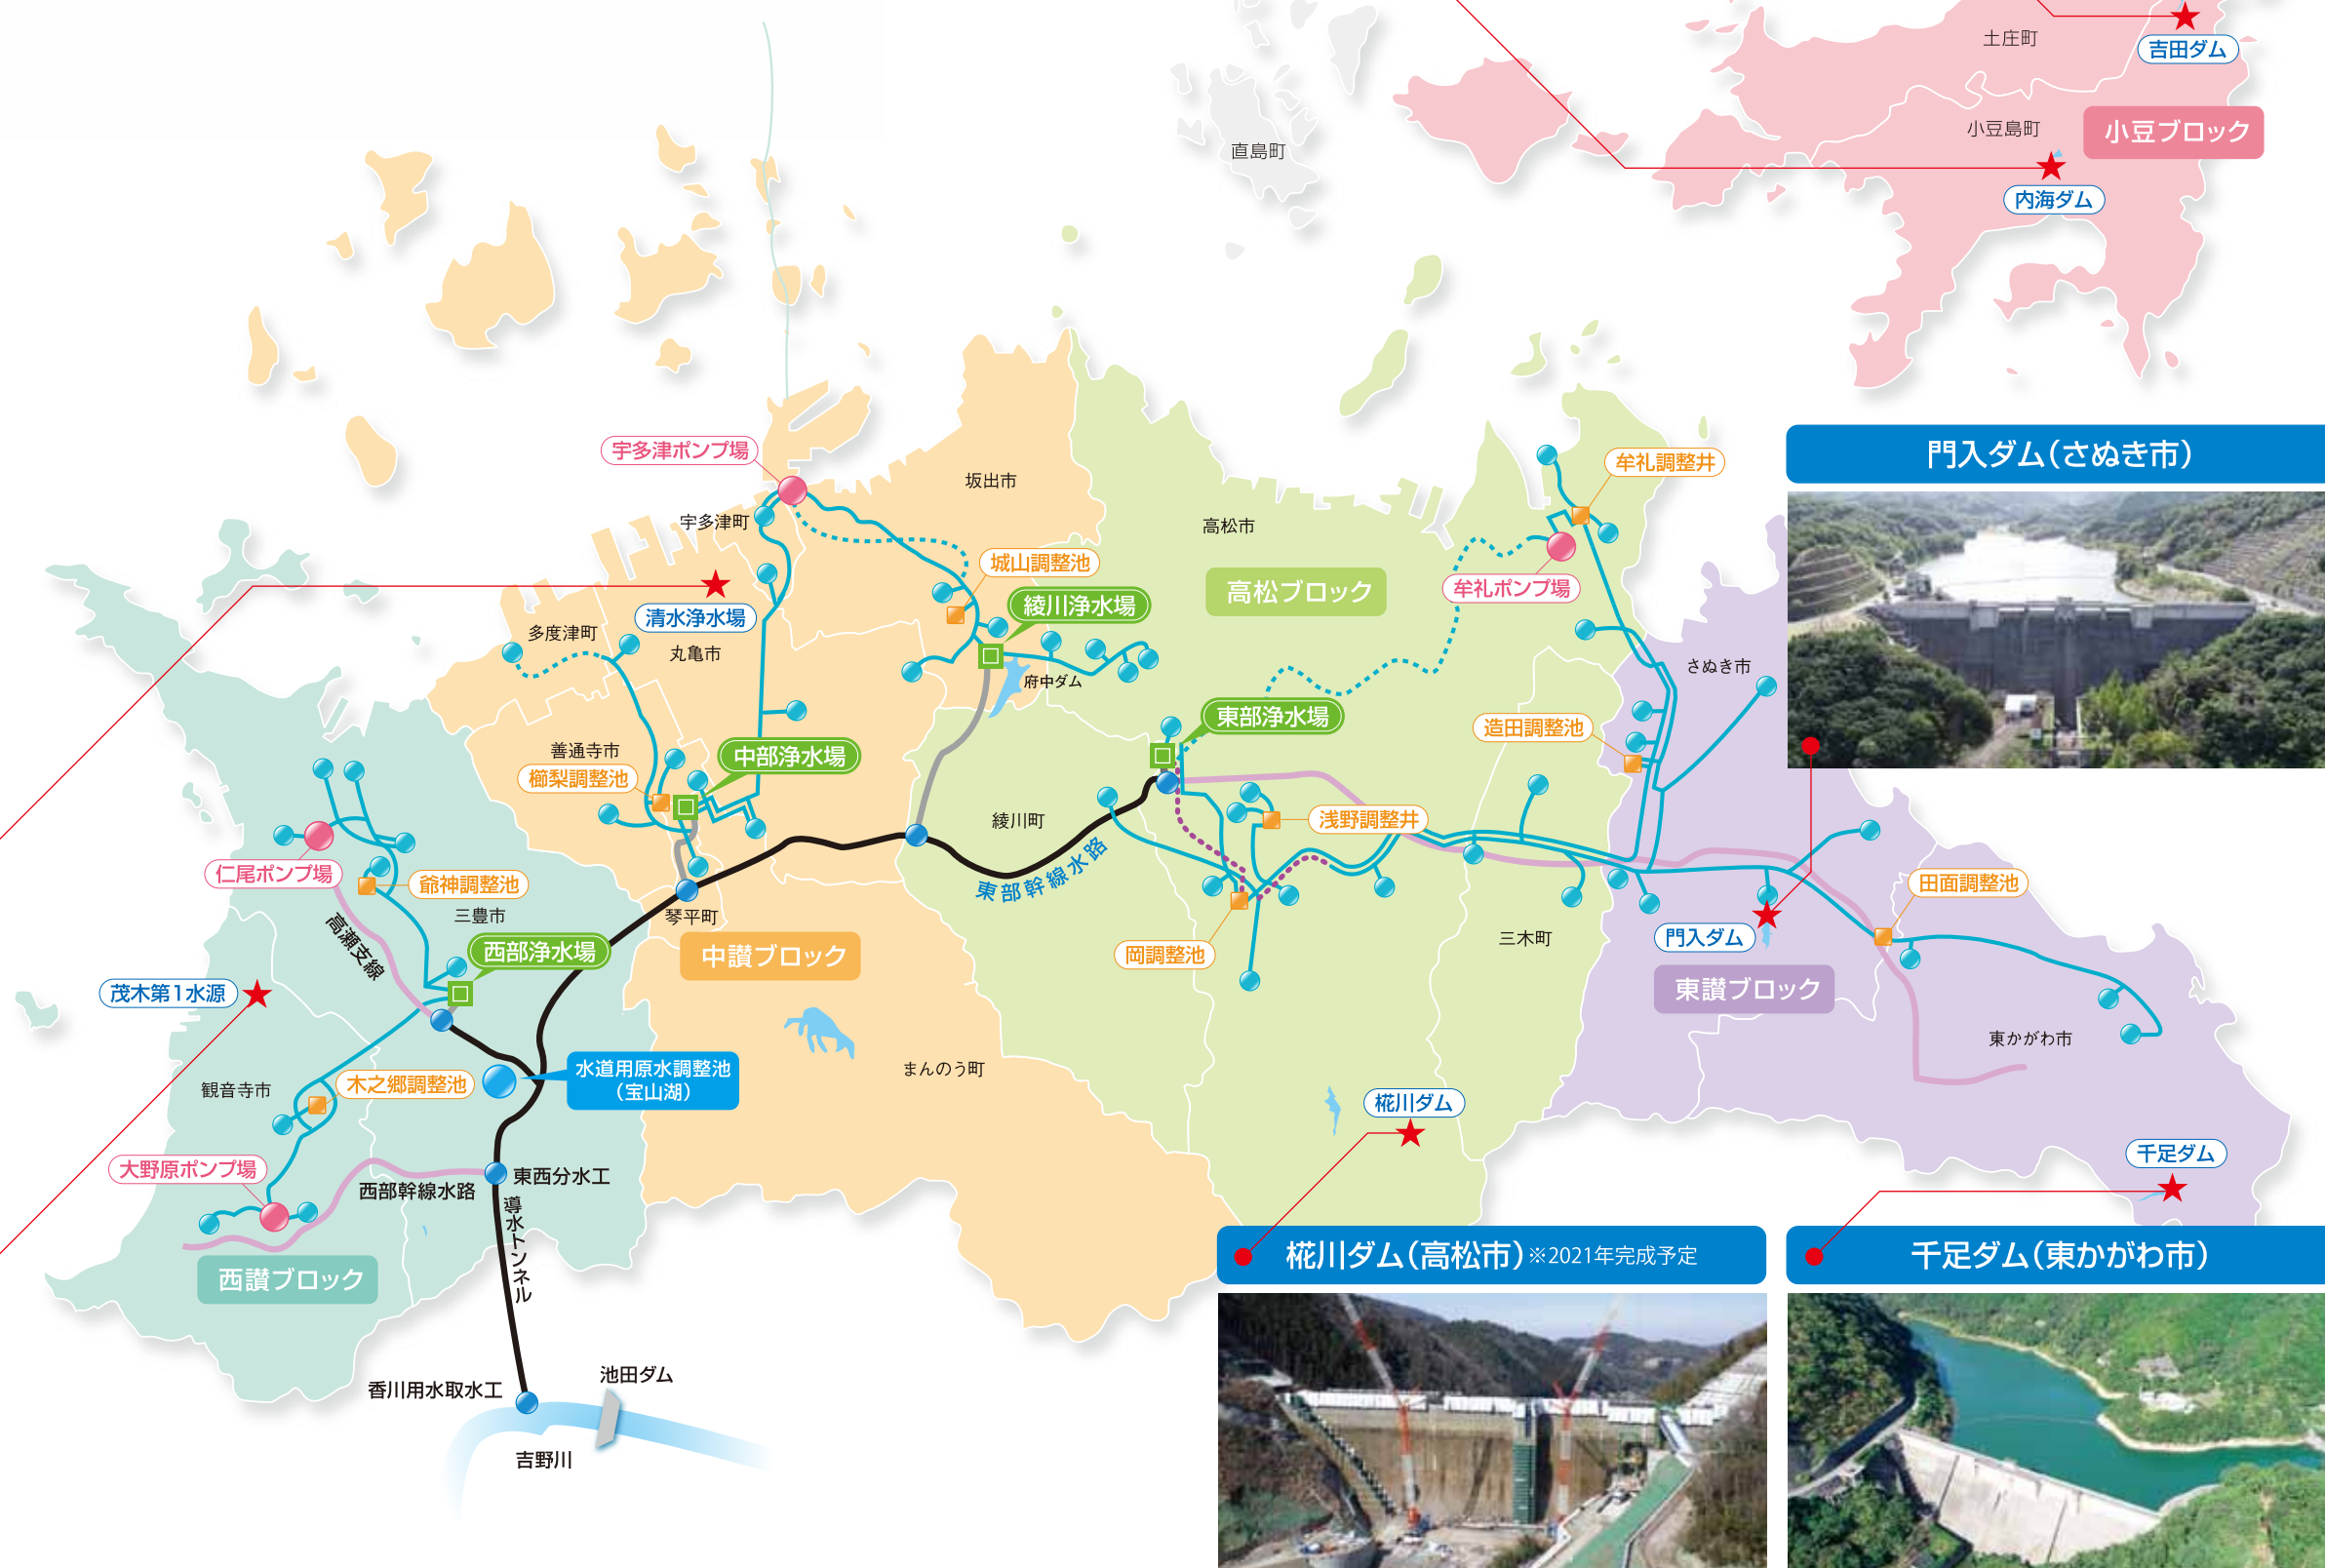 土庄町
吉田ダム
小豆島町
小豆ブロック
直島町
内海ダム
宇多津ポンプ場
坂出市
牟礼調整井
門入ダム（さぬき市）
宇多津町
高松市
城山調整池
綾川浄水場
高松ブロック
牟礼ポンプ場
清水浄水場
多度津町
丸亀市
府中ダム
さぬき市
東部浄水場
造田調整池
善通寺市
中部浄水場
曛梨調整池
綾川町
浅野調整井
東部幹線水路
仁尾ポンプ場
爺神調整池
三豊市
高瀬支線
琴平町
田面調整池
西部浄水場
中讃ブロック
岡調整池
三木町
門入ダム
茂木第1水源
東讃ブロック
東かがわ市
水道用原水調整池
（宝山湖）
まんのう町
観音寺市
木之郷調整池
椛川ダム
千足ダム
大野原ポンプ場
東西分水工
西部幹線水路
導水トンネル
西讃ブロック
椛川ダム（高松市）※2021年完成予定
千足ダム（東かがわ市）
池田ダム
香川用水取水工
吉野川